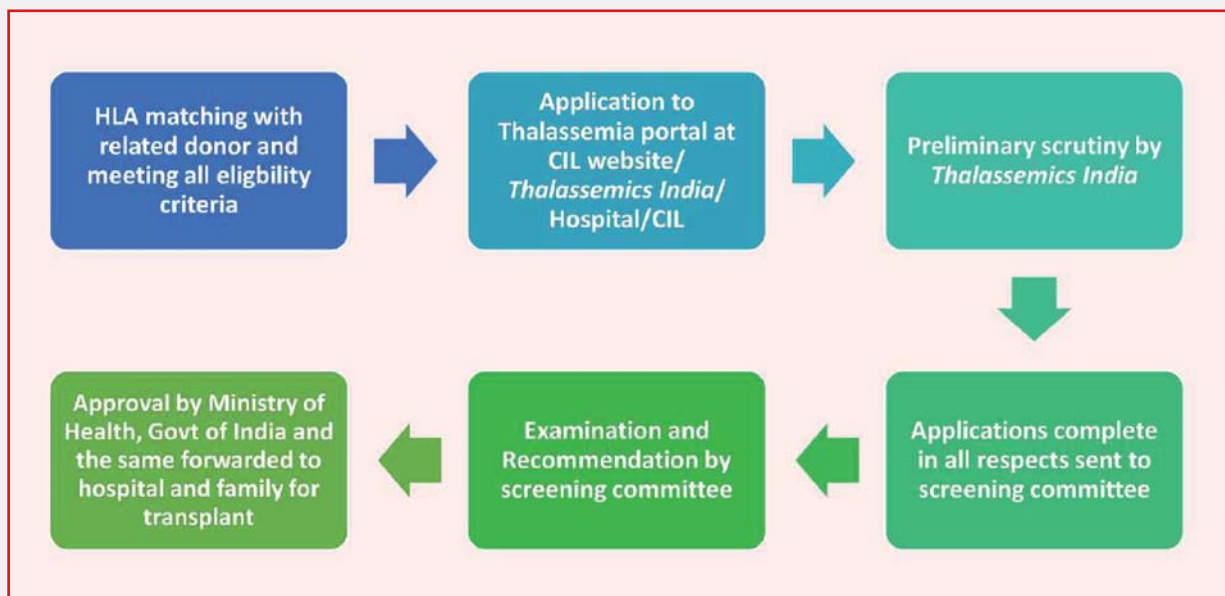 HLA matching with
related donor and
meeting all eligbility
criteria
Application to
Thalassemia portal at
CIL website/
Thalassemics India/
Hospital/CIL
Preliminary scrutiny by
Thalassemics India
Applications complete
in all respects sent to
screening committee
Examination and
Recommendation by
screening committee
Approval by Ministry of
Health, Govt of India and
the same forwarded to
hospital and family for
transplant